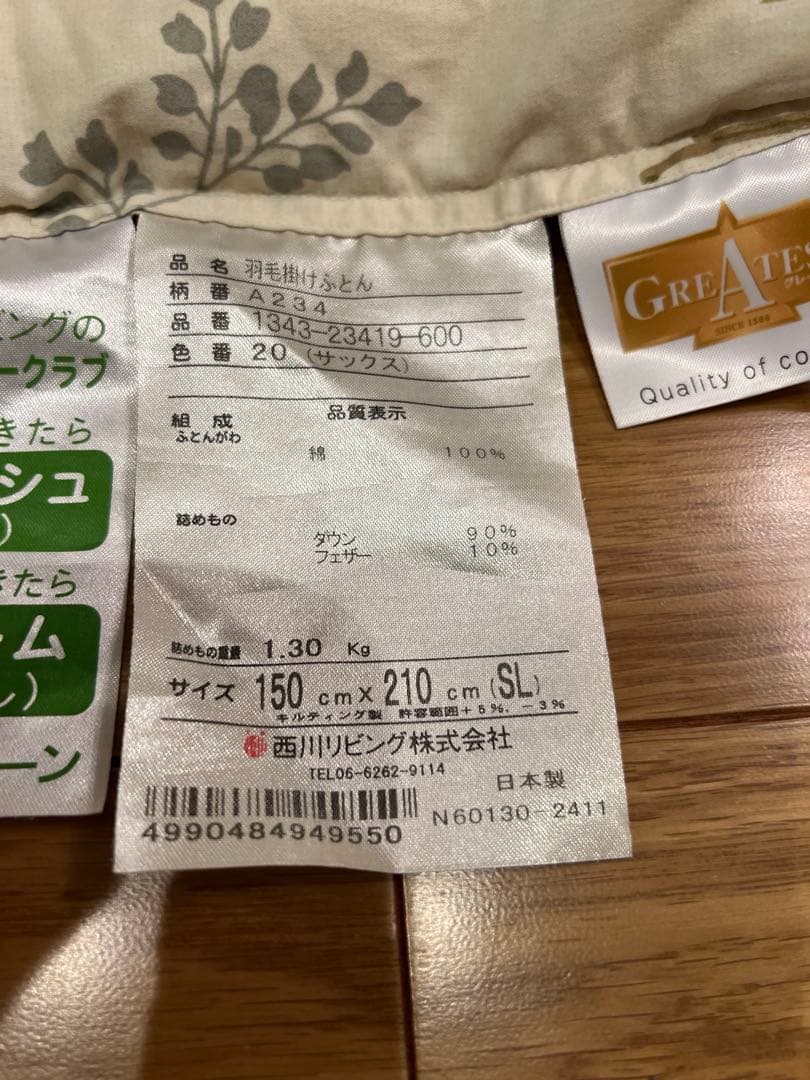 ビングの
ークラブ
きたら
シュ
)
きたら
ーム
し)
ーン
品 名 羽毛掛けふとん
柄 番 A234
品 番 1343-23419-600
色 番 20 (サックス)
品質表示
組 成
ふとんがわ
綿 100%
詰めもの
ダウン 90%
フェザー 10%
詰めもの重量 1.30 Kg
サイズ 150 cm X 210 cm (SL)
キルティング製 許容範囲+5%. -3%
西川リビング株式会社
TEL06-6262-9114
日本製
4990484949550
N60130-2411
GREATES
SINCE 1566
Quality of co